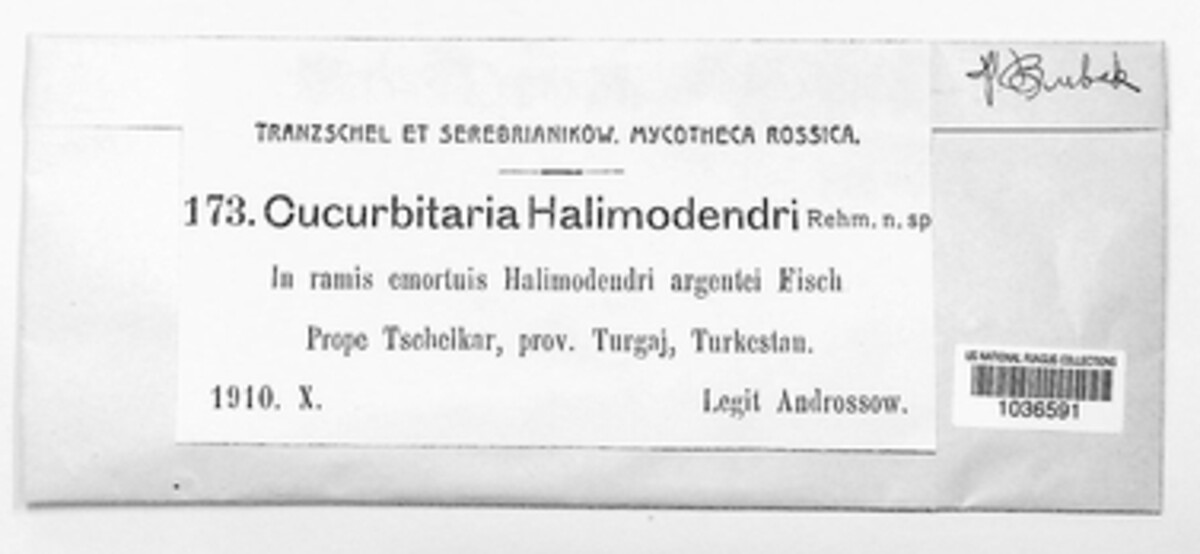 Bubak
TRANZSCHEL ET SEREBRIANIKOW. MYCOTHECA ROSSICA.
173. Cucurbitaria Halimodendri Rehm. n. sp
In ramis emortuis Halimodendri argentei Fisch
Prope Tschelkar, prov. Turgaj, Turkestan.
1910. X.
Legit Androssow.
US NATIONAL FUNGUS COLLECTIONS
1036591